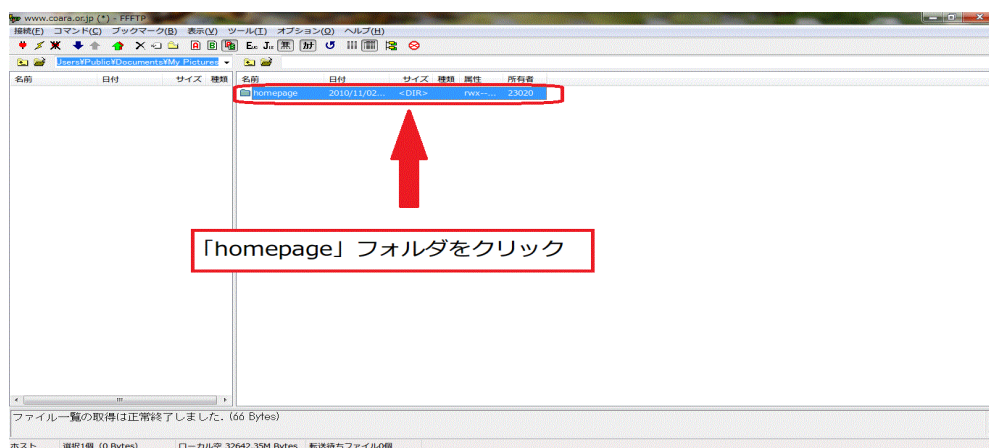 www.coara.or.jp (*) - FFFTP
接続(F) コマンド(C) ブックマーク(B) 表示(V) ツール(T) オプション(O) ヘルプ(H)
Jsers¥Public¥Documents¥My Pictures
名前 日付 サイズ 種類 名前 日付 サイズ 種類 属性 所有者
homepage 2010/11/02... <DIR> rwx--... 23020
「homepage」フォルダをクリック
ファイル一覧の取得は正常終了しました. (66 Bytes)
ホスト 選択1個 (0 Bytes) ローカル空 32642.35M Bytes 転送待ちファイル0個